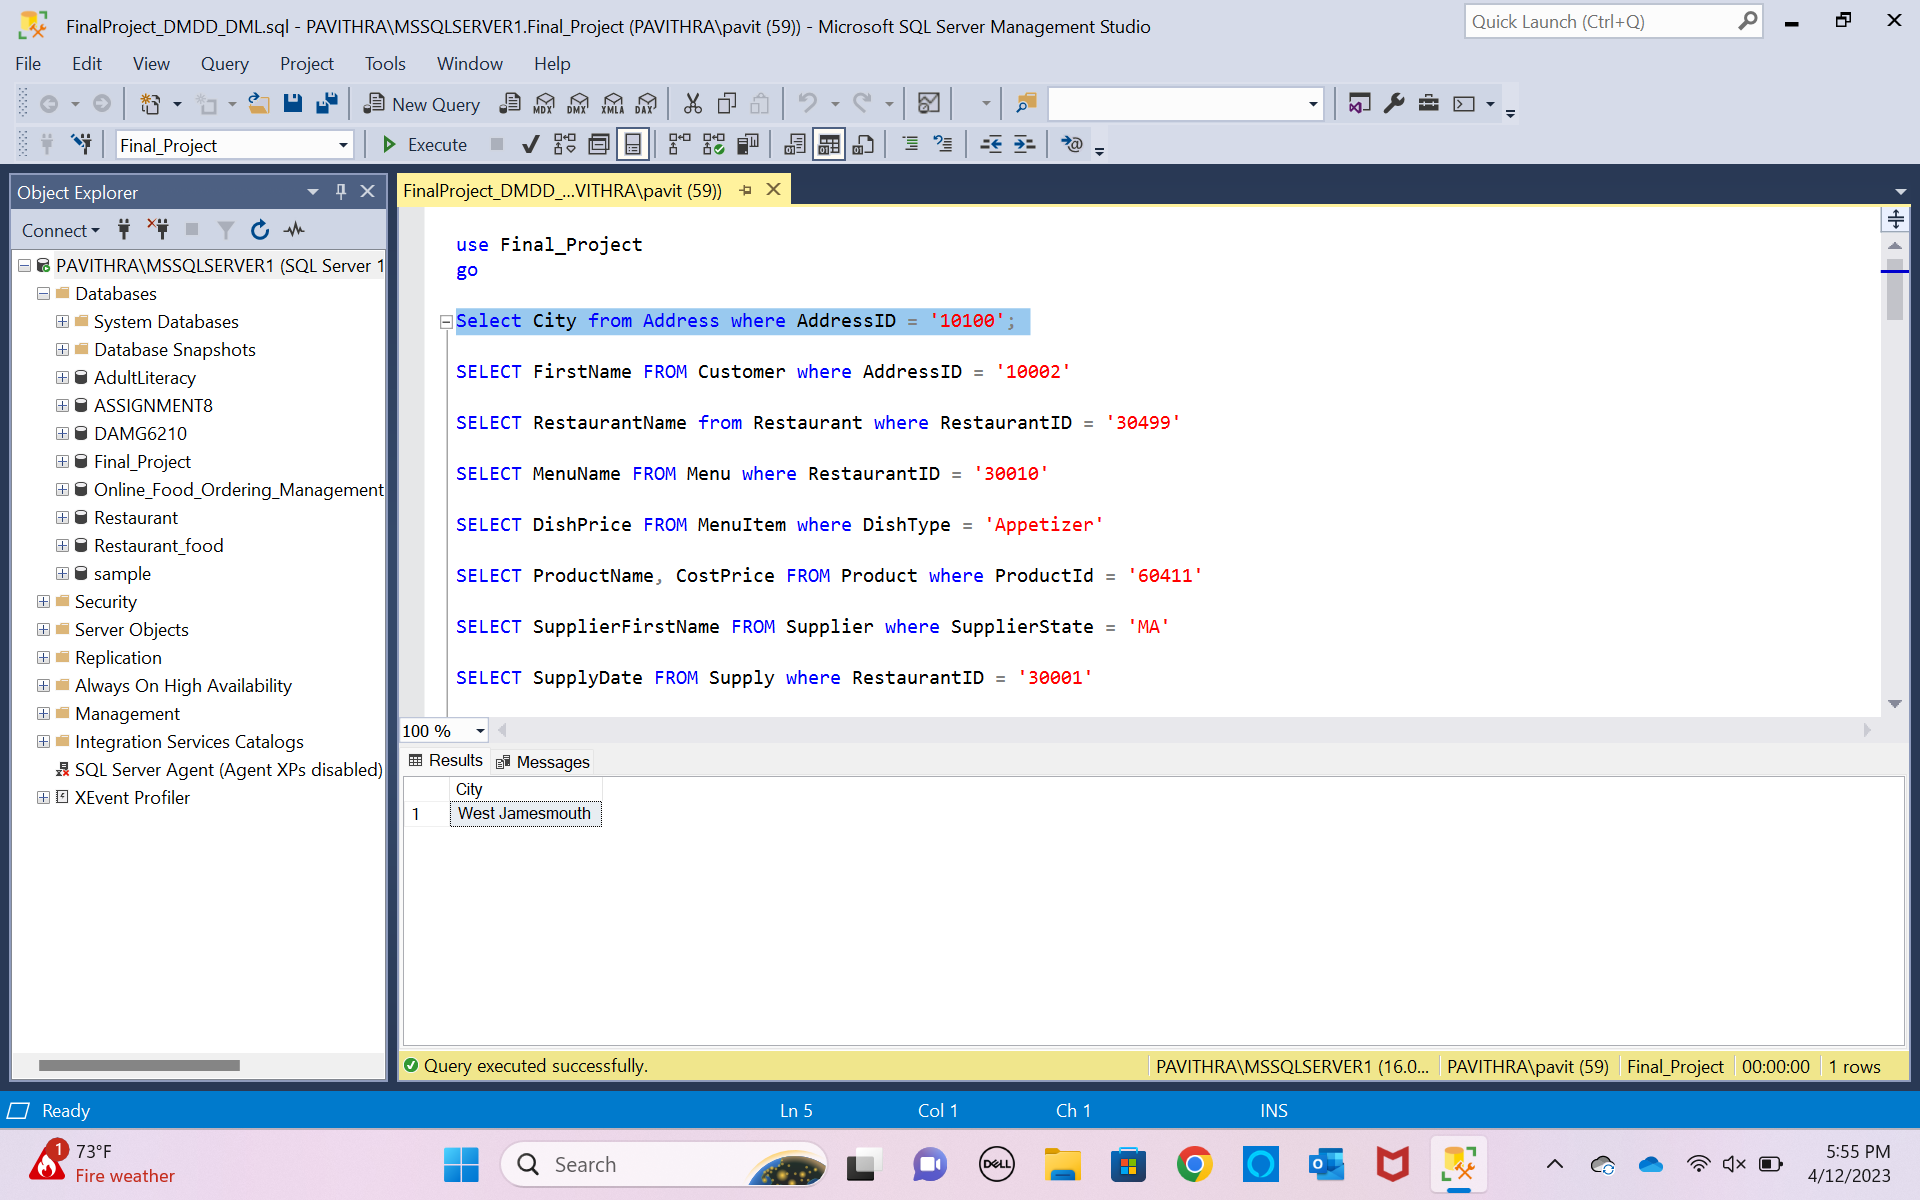 FinalProject_DMDD_DML.sql - PAVITHRA\MSSQLSERVER1.Final_Project (PAVITHRA\pavit (59)) - Microsoft SQL Server Management Studio
Quick Launch (Ctrl+Q)
File Edit View Query Project Tools Window Help
New Query MDX DMX XMLA DAX
Final_Project Execute
Object Explorer
Connect
PAVITHRA\MSSQLSERVER1 (SQL Server 1
Databases
System Databases
Database Snapshots
AdultLiteracy
ASSIGNMENT8
DAMG6210
Final_Project
Online_Food_Ordering_Management
Restaurant
Restaurant_food
sample
Security
Server Objects
Replication
Always On High Availability
Management
Integration Services Catalogs
SQL Server Agent (Agent XPs disabled)
XEvent Profiler
FinalProject_DMDD_...VITHRA\pavit (59))
use Final_Project
go
Select City from Address where AddressID = '10100';
SELECT FirstName FROM Customer where AddressID = '10002'
SELECT RestaurantName from Restaurant where RestaurantID = '30499'
SELECT MenuName FROM Menu where RestaurantID = '30010'
SELECT DishPrice FROM MenuItem where DishType = 'Appetizer'
SELECT ProductName, CostPrice FROM Product where ProductId = '60411'
SELECT SupplierFirstName FROM Supplier where SupplierState = 'MA'
SELECT SupplyDate FROM Supply where RestaurantID = '30001'
100 %
Results Messages
City
1 West Jamesmouth
Query executed successfully. PAVITHRA\MSSQLSERVER1 (16.0... PAVITHRA\pavit (59) Final_Project 00:00:00 1 rows
Ready Ln 5 Col 1 Ch 1 INS
1 73°F
Fire weather
Search
DELL
5:55 PM
4/12/2023